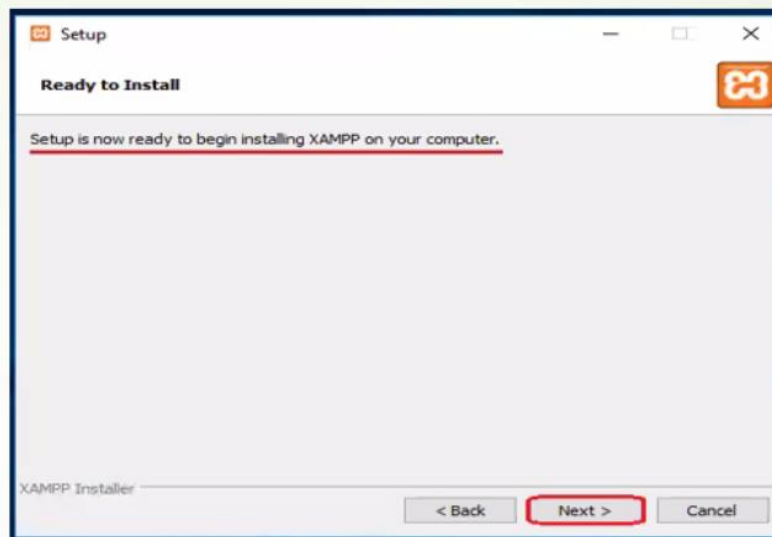 Setup
Ready to Install
Setup is now ready to begin installing XAMPP on your computer.
XAMPP Installer
< Back Next > Cancel